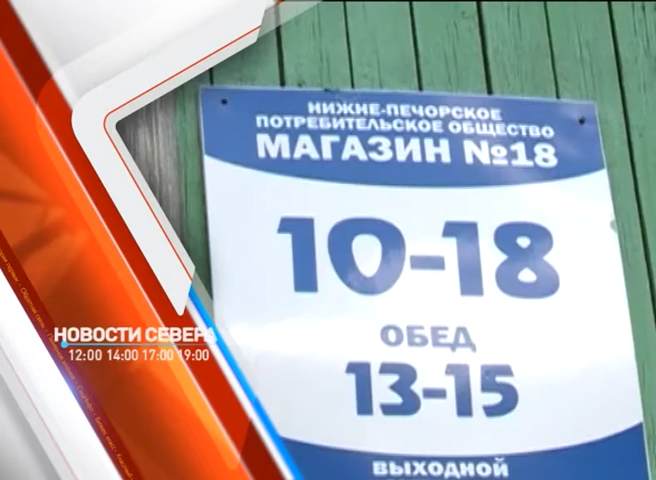 НИЖНЕ-ПЕЧОРСКОЕ
ПОТРЕБИТЕЛЬСКОЕ ОБЩЕСТВО
МАГАЗИН №18
10-18
ОБЕД
13-15
ВЫХОДНОЙ
НОВОСТИ СЕВЕРА
12:00 14:00 17:00 19:00